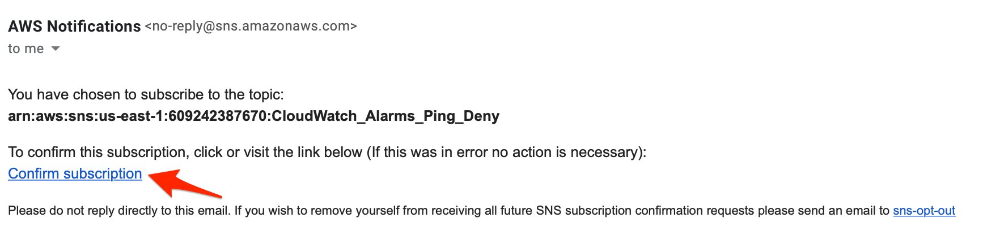 AWS Notifications <no-reply@sns.amazonaws.com>
to me
You have chosen to subscribe to the topic:
arn:aws:sns:us-east-1:609242387670:CloudWatch_Alarms_Ping_Deny
To confirm this subscription, click or visit the link below (If this was in error no action is necessary):
Confirm subscription
Please do not reply directly to this email. If you wish to remove yourself from receiving all future SNS subscription confirmation requests please send an email to sns-opt-out